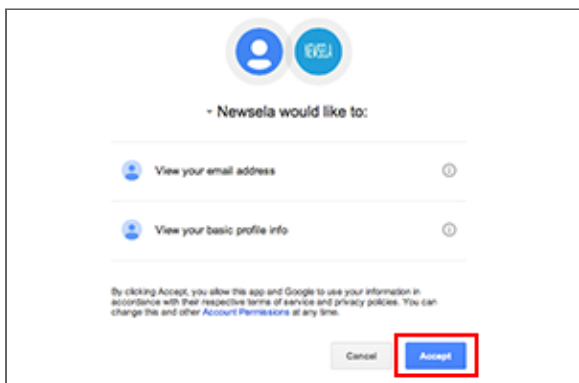 NEWSELA
Newsela would like to:
View your email address
View your basic profile info
By clicking Accept, you allow this app and Google to use your information in
accordance with their respective terms of service and privacy policies. You can
change this and other Account Permissions at any time.
Cancel Accept